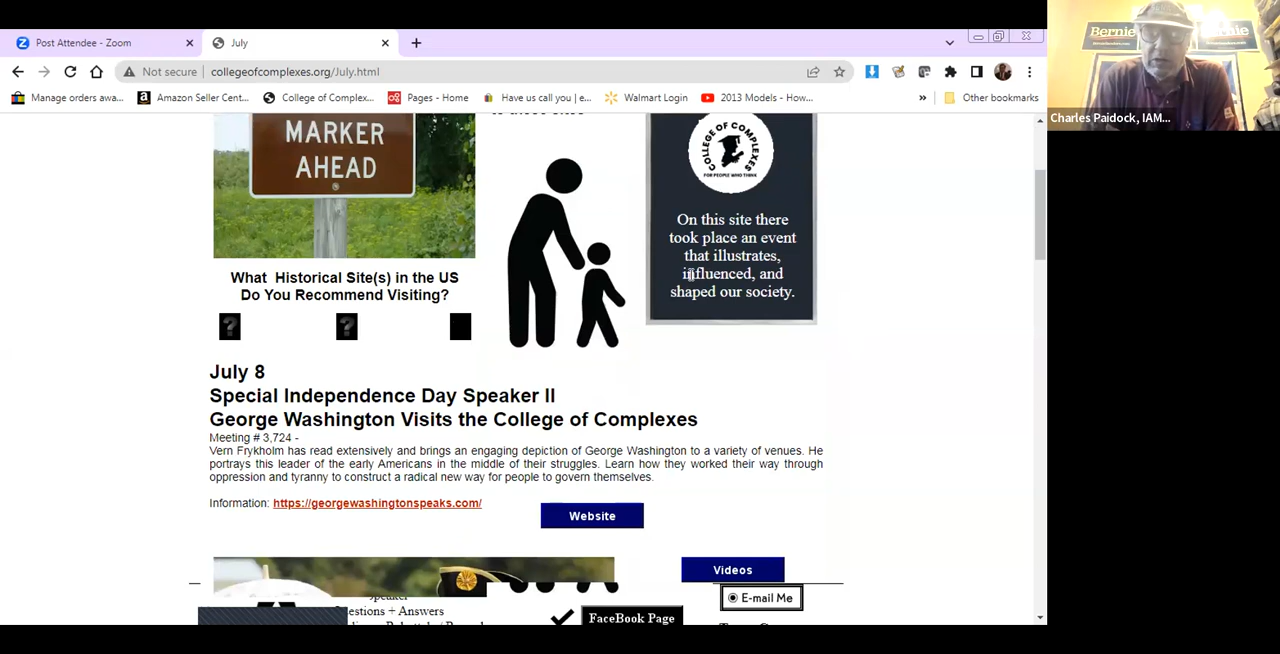 Post Attendee - Zoom
July
Not secure
collegeofcomplexes.org/July.html
Manage orders awa...
Amazon Seller Cent...
College of Complex...
Pages - Home
Have us call you | e...
Walmart Login
2013 Models - How...
»
Other bookmarks
Bernie
Bernie
Charles Paidock, IAM...
MARKER
AHEAD
COLLEGE OF COMPLEXES
FOR PEOPLE WHO THINK
On this site there
took place an event
that illustrates,
influenced, and
shaped our society.
What Historical Site(s) in the US
Do You Recommend Visiting?
July 8
Special Independence Day Speaker II
George Washington Visits the College of Complexes
Meeting # 3,724 -
Vern Frykholm has read extensively and brings an engaging depiction of George Washington to a variety of venues. He
portrays this leader of the early Americans in the middle of their struggles. Learn how they worked their way through
oppression and tyranny to construct a radical new way for people to govern themselves.
Information: https://georgewashingtonspeaks.com/
Website
Videos
E-mail Me
Speaker
Questions + Answers
FaceBook Page